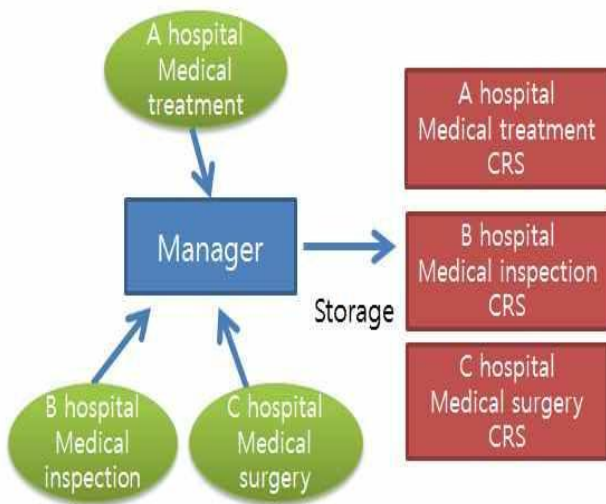 A hospital
Medical
treatment
Manager
Storage
B hospital
Medical
inspection
C hospital
Medical
surgery
A hospital
Medical treatment
CRS
B hospital
Medical inspection
CRS
C hospital
Medical surgery
CRS